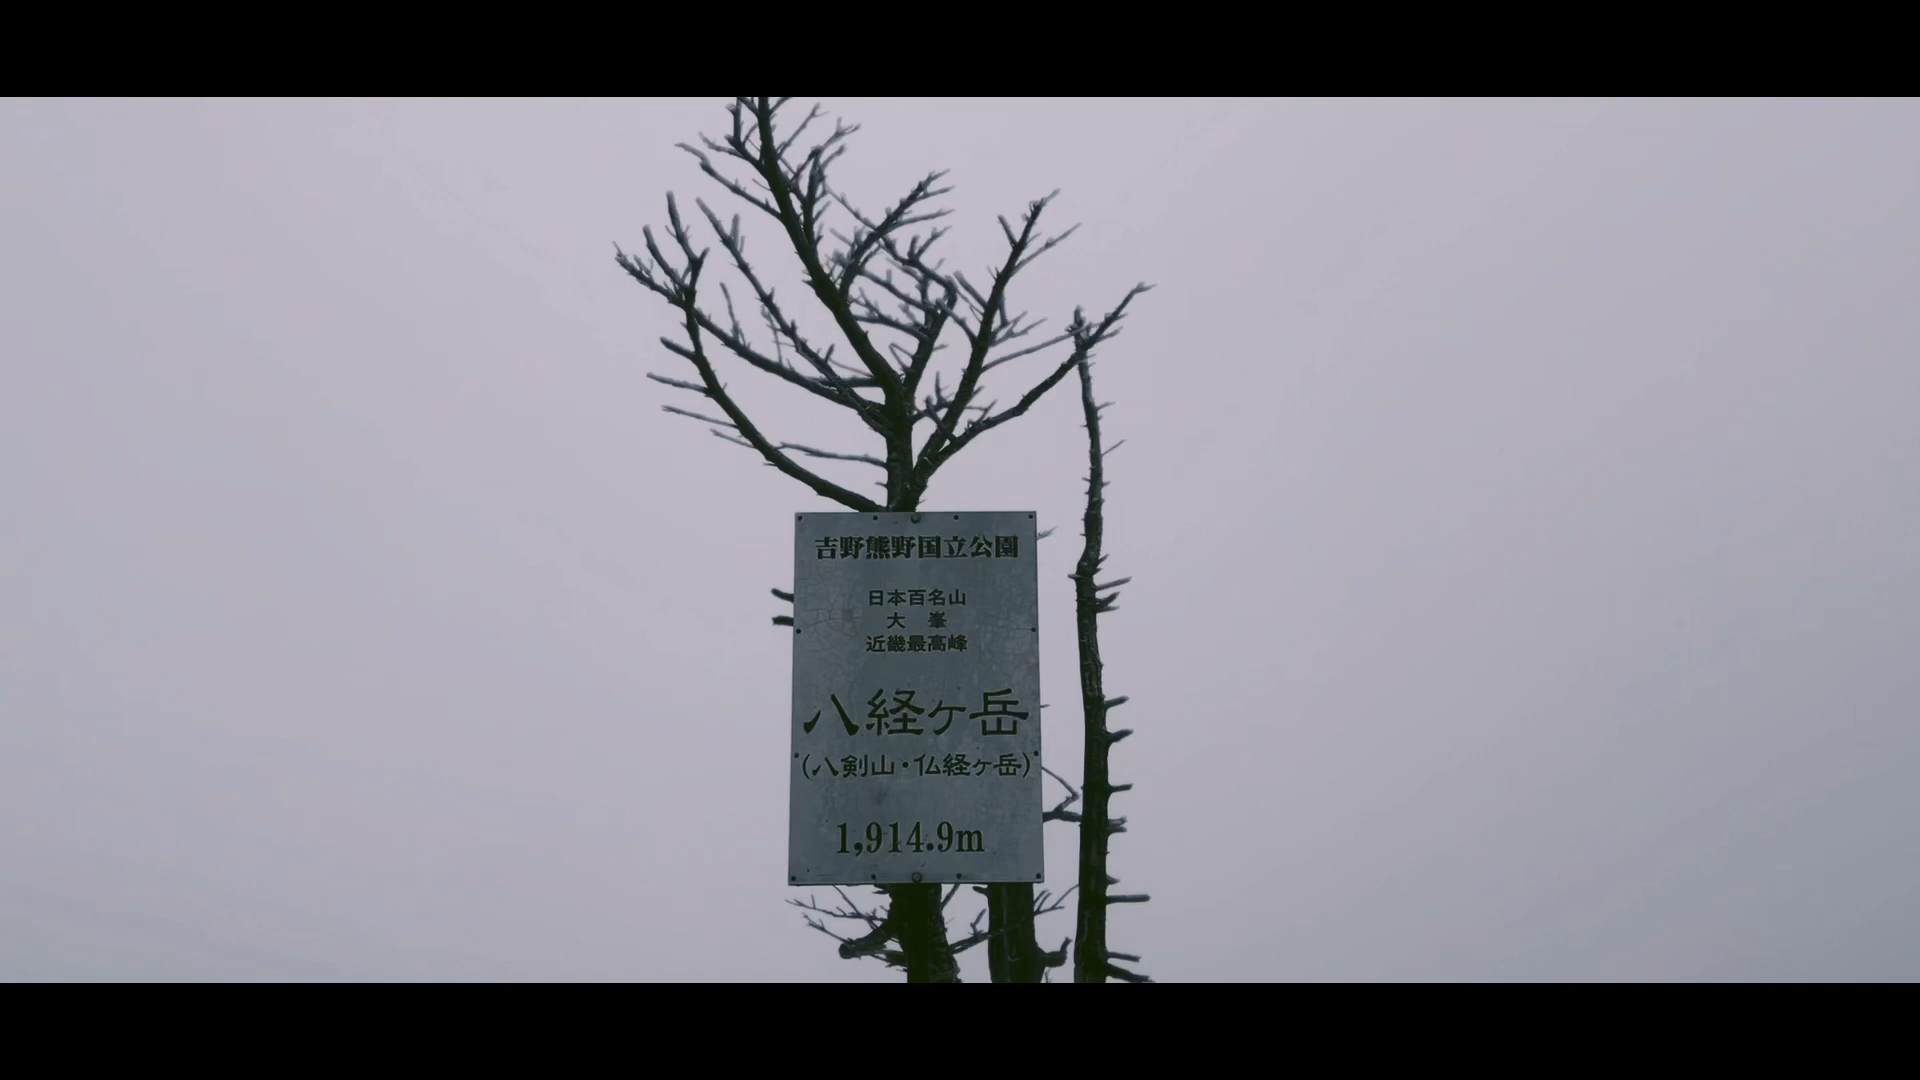 吉野熊野国立公園
日本百名山
大　峯
近畿最高峰
八経ヶ岳
(八剣山・仏経ヶ岳)
1,914.9m